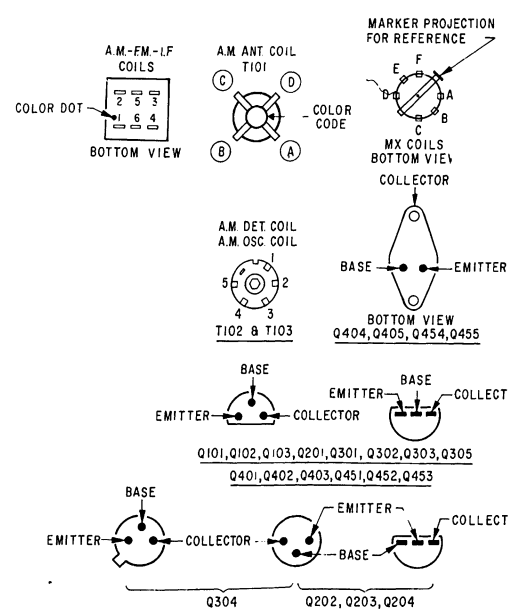 MARKER PROJECTION
FOR REFERENCE
A.M.-F.M.-I.F
COILS
A.M. ANT. COIL
T101
2 5 3
1 6 4
COLOR DOT
BOTTOM VIEW
C
D
COLOR
CODE
B
A
F
E
D
A
B
C
MX COILS
BOTTOM VIEW
COLLECTOR
A.M. DET. COIL
A.M. OSC. COIL
1
5
2
4
3
T102 & T103
BASE
EMITTER
BOTTOM VIEW
Q404, Q405, Q454, Q455
BASE
EMITTER
COLLECTOR
BASE
EMITTER
COLLECT
Q101, Q102, Q103, Q201, Q301, Q302, Q303, Q305
Q401, Q402, Q403, Q451, Q452, Q453
BASE
EMITTER
COLLECTOR
EMITTER
BASE
COLLECT
Q304
Q202, Q203, Q204